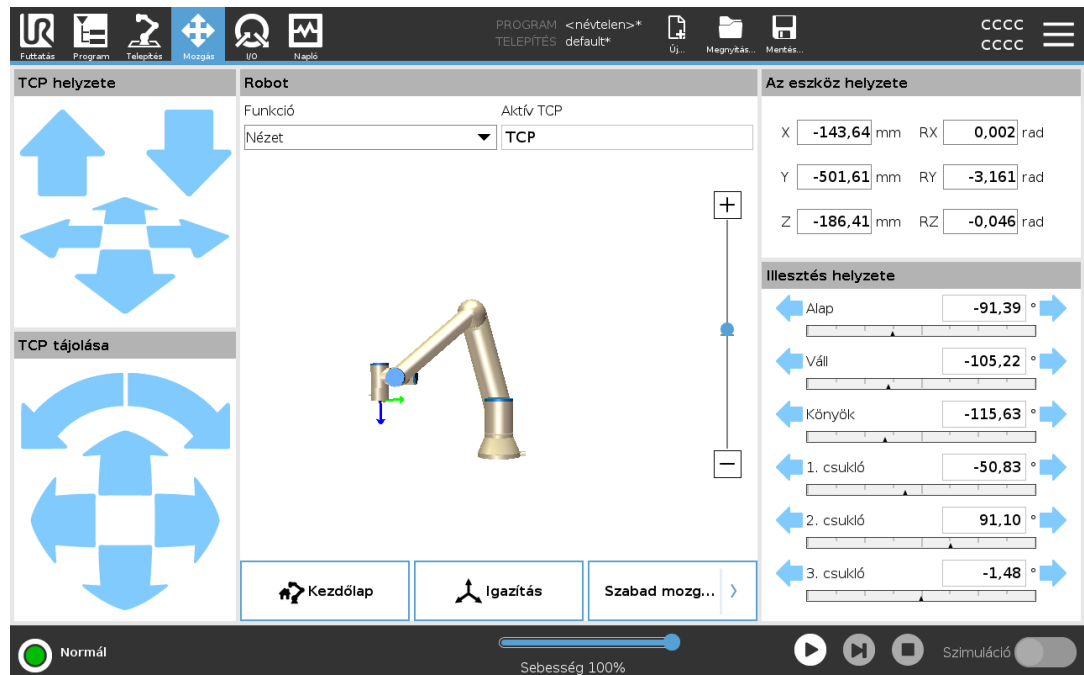 PROGRAM <névtelen>*
TELEPÍTÉS default*
Futtatás Program Telepítés Mozgás I/O Napló
Új... Megnyitás... Mentés...
CCCC
CCCC
TCP helyzete
TCP tájolása
Robot
Funkció Aktív TCP
Nézet TCP
+
−
Kezdőlap Igazítás Szabad mozg...
Az eszköz helyzete
X -143,64 mm RX 0,002 rad
Y -501,61 mm RY -3,161 rad
Z -186,41 mm RZ -0,046 rad
Illesztés helyzete
Alap -91,39 °
Váll -105,22 °
Könyök -115,63 °
1. csukló -50,83 °
2. csukló 91,10 °
3. csukló -1,48 °
Normál
Sebesség 100%
Szimuláció